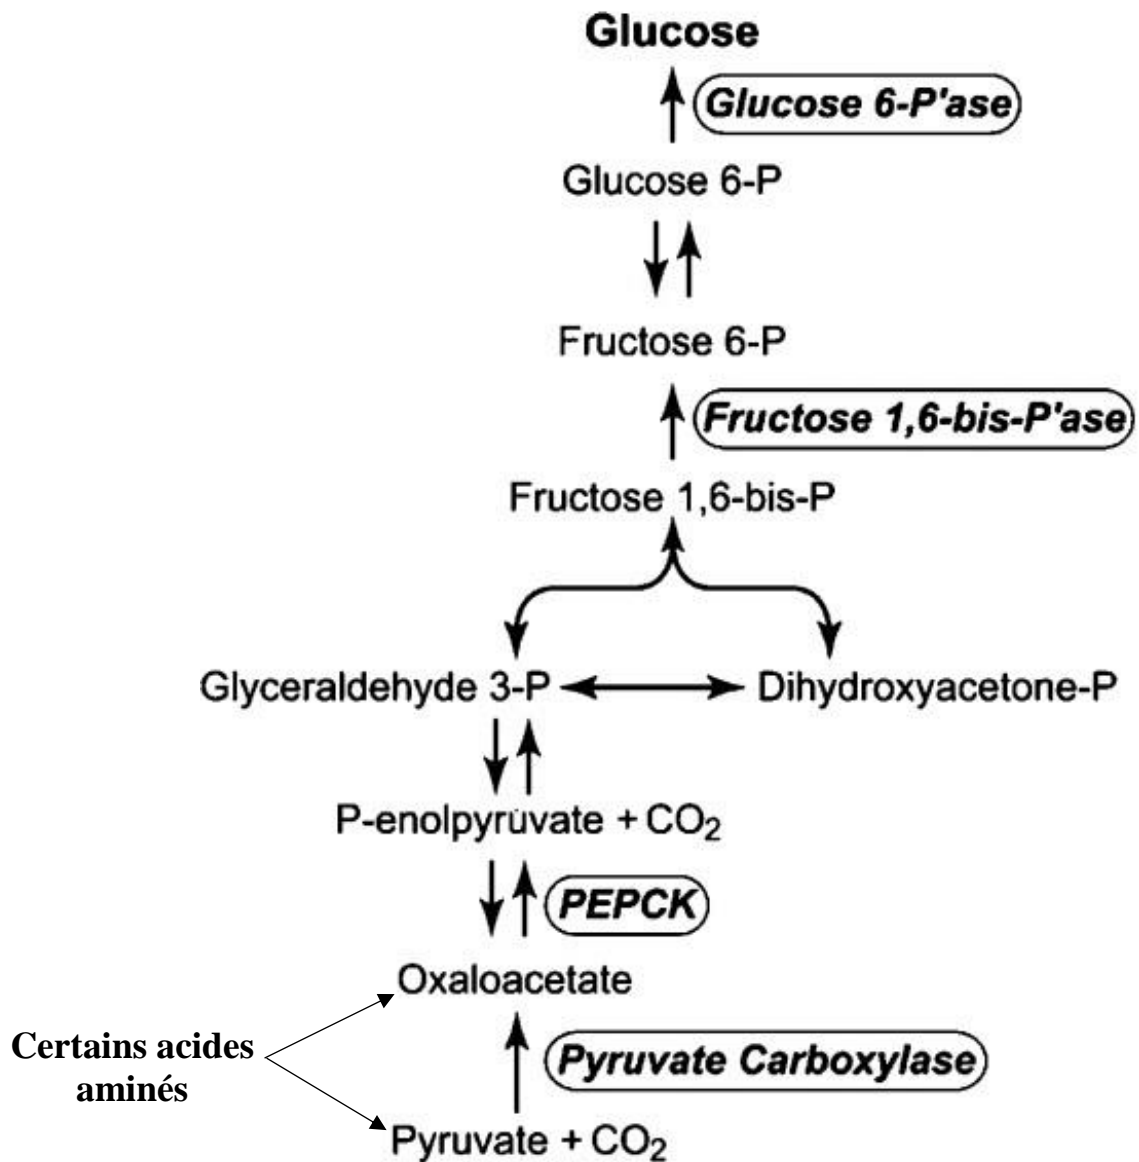 Glucose
Glucose 6-P'ase
Glucose 6-P
Fructose 6-P
Fructose 1,6-bis-P'ase
Fructose 1,6-bis-P
Glyceraldehyde 3-P
Dihydroxyacetone-P
P-enolpyruvate + CO₂
PEPCK
Oxaloacetate
Certains acides
aminés
Pyruvate Carboxylase
Pyruvate + CO₂